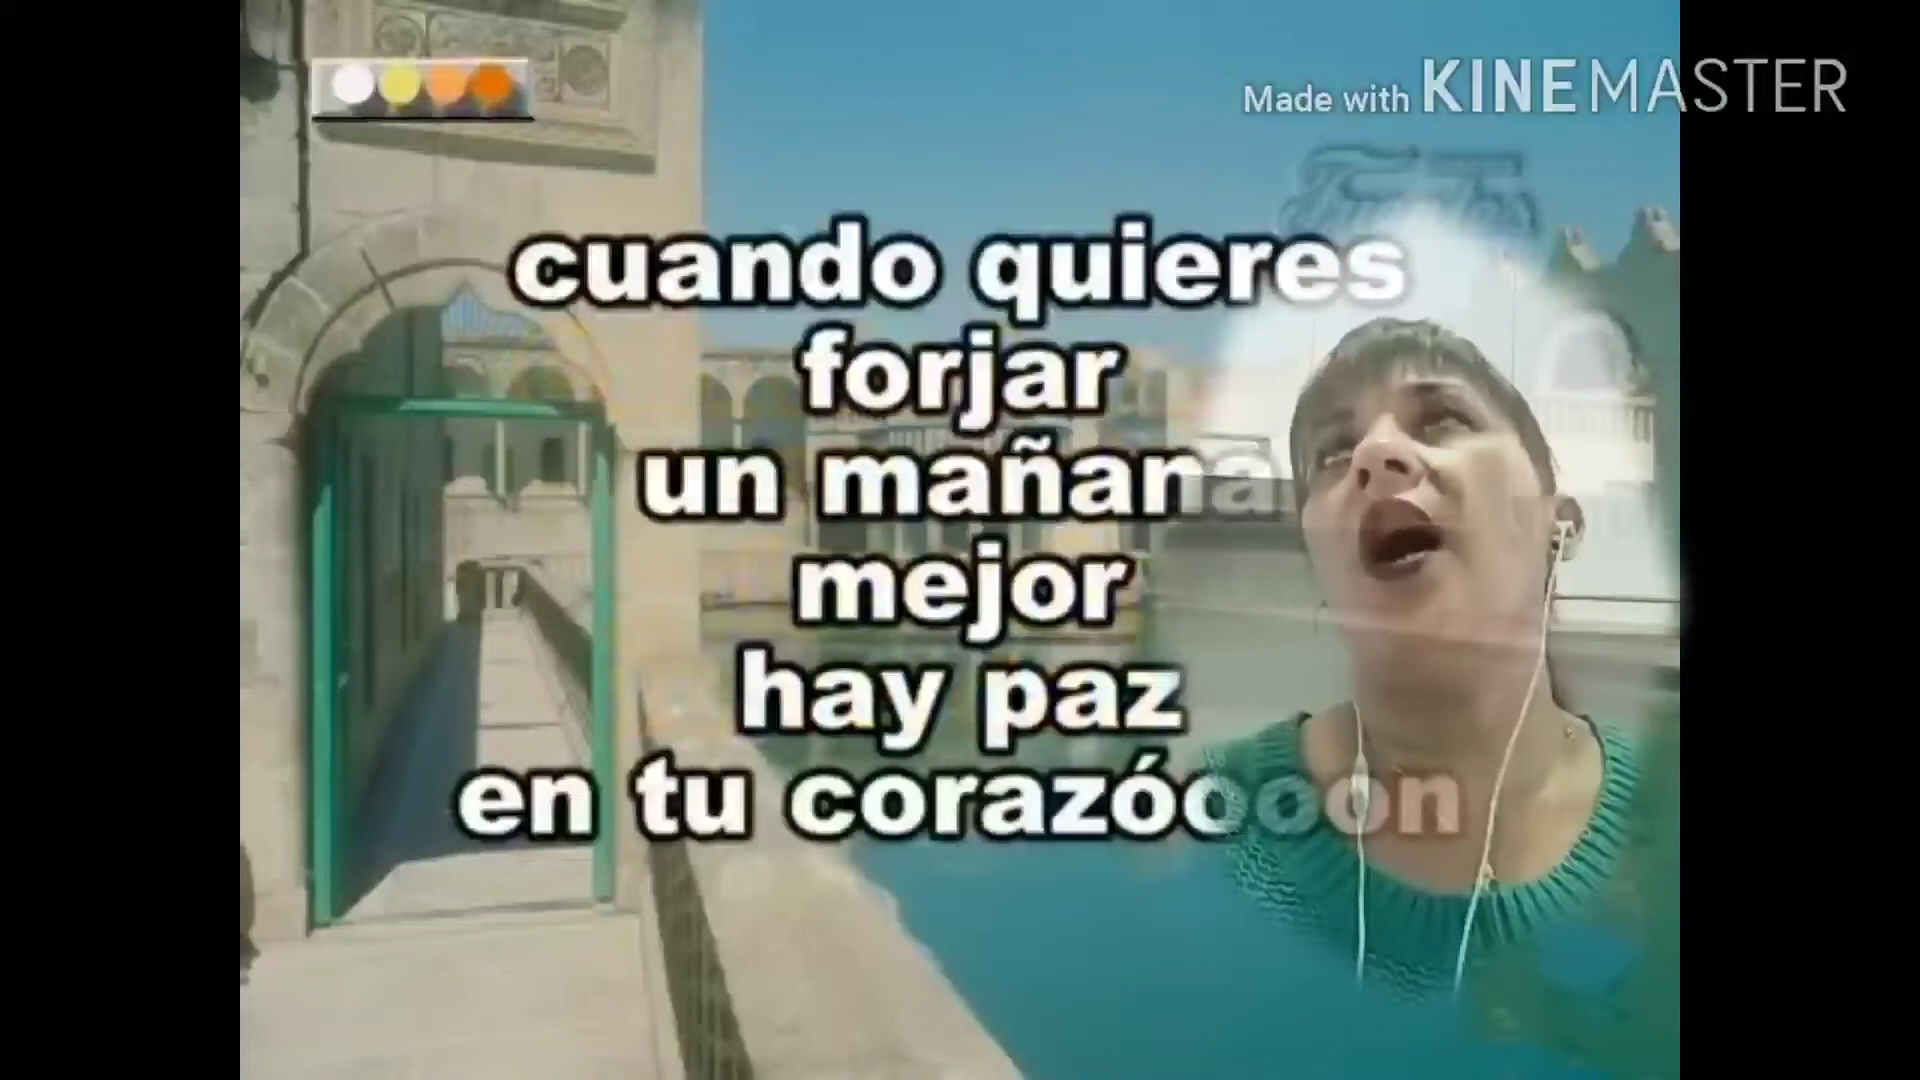 Made with KINEMASTER
cuando quieres
forjar
un mañana
mejor
hay paz
en tu corazóooon